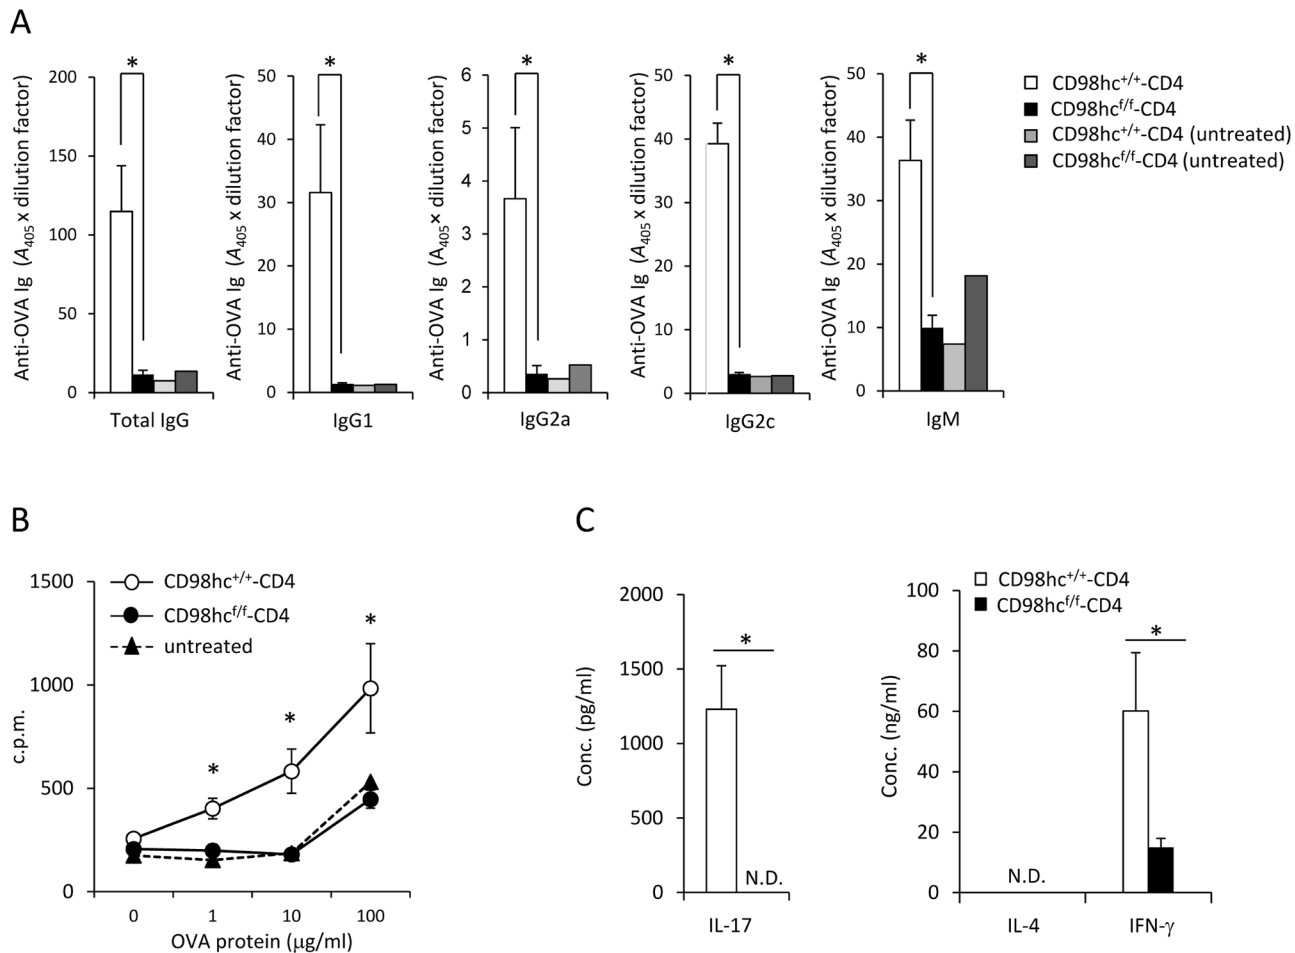 A
Anti-OVA Ig (A405 x dilution factor)
200
150
100
50
0
*
Total IgG
Anti-OVA Ig (A405 x dilution factor)
50
40
30
20
10
0
*
IgG1
Anti-OVA Ig (A405 × dilution factor)
6
5
4
3
2
1
0
*
IgG2a
Anti-OVA Ig (A405 x dilution factor)
50
40
30
20
10
0
*
IgG2c
Anti-OVA Ig (A405 x dilution factor)
50
40
30
20
10
0
*
IgM
CD98hc+/+-CD4
CD98hcf/f-CD4
CD98hc+/+-CD4 (untreated)
CD98hcf/f-CD4 (untreated)
B
c.p.m.
1500
1000
500
0
CD98hc+/+-CD4
CD98hcf/f-CD4
untreated
*
*
*
0 1 10 100
OVA protein (μg/ml)
C
Conc. (pg/ml)
2000
1500
1000
500
0
*
N.D.
IL-17
Conc. (ng/ml)
100
80
60
40
20
0
CD98hc+/+-CD4
CD98hcf/f-CD4
*
N.D.
IL-4 IFN-γ